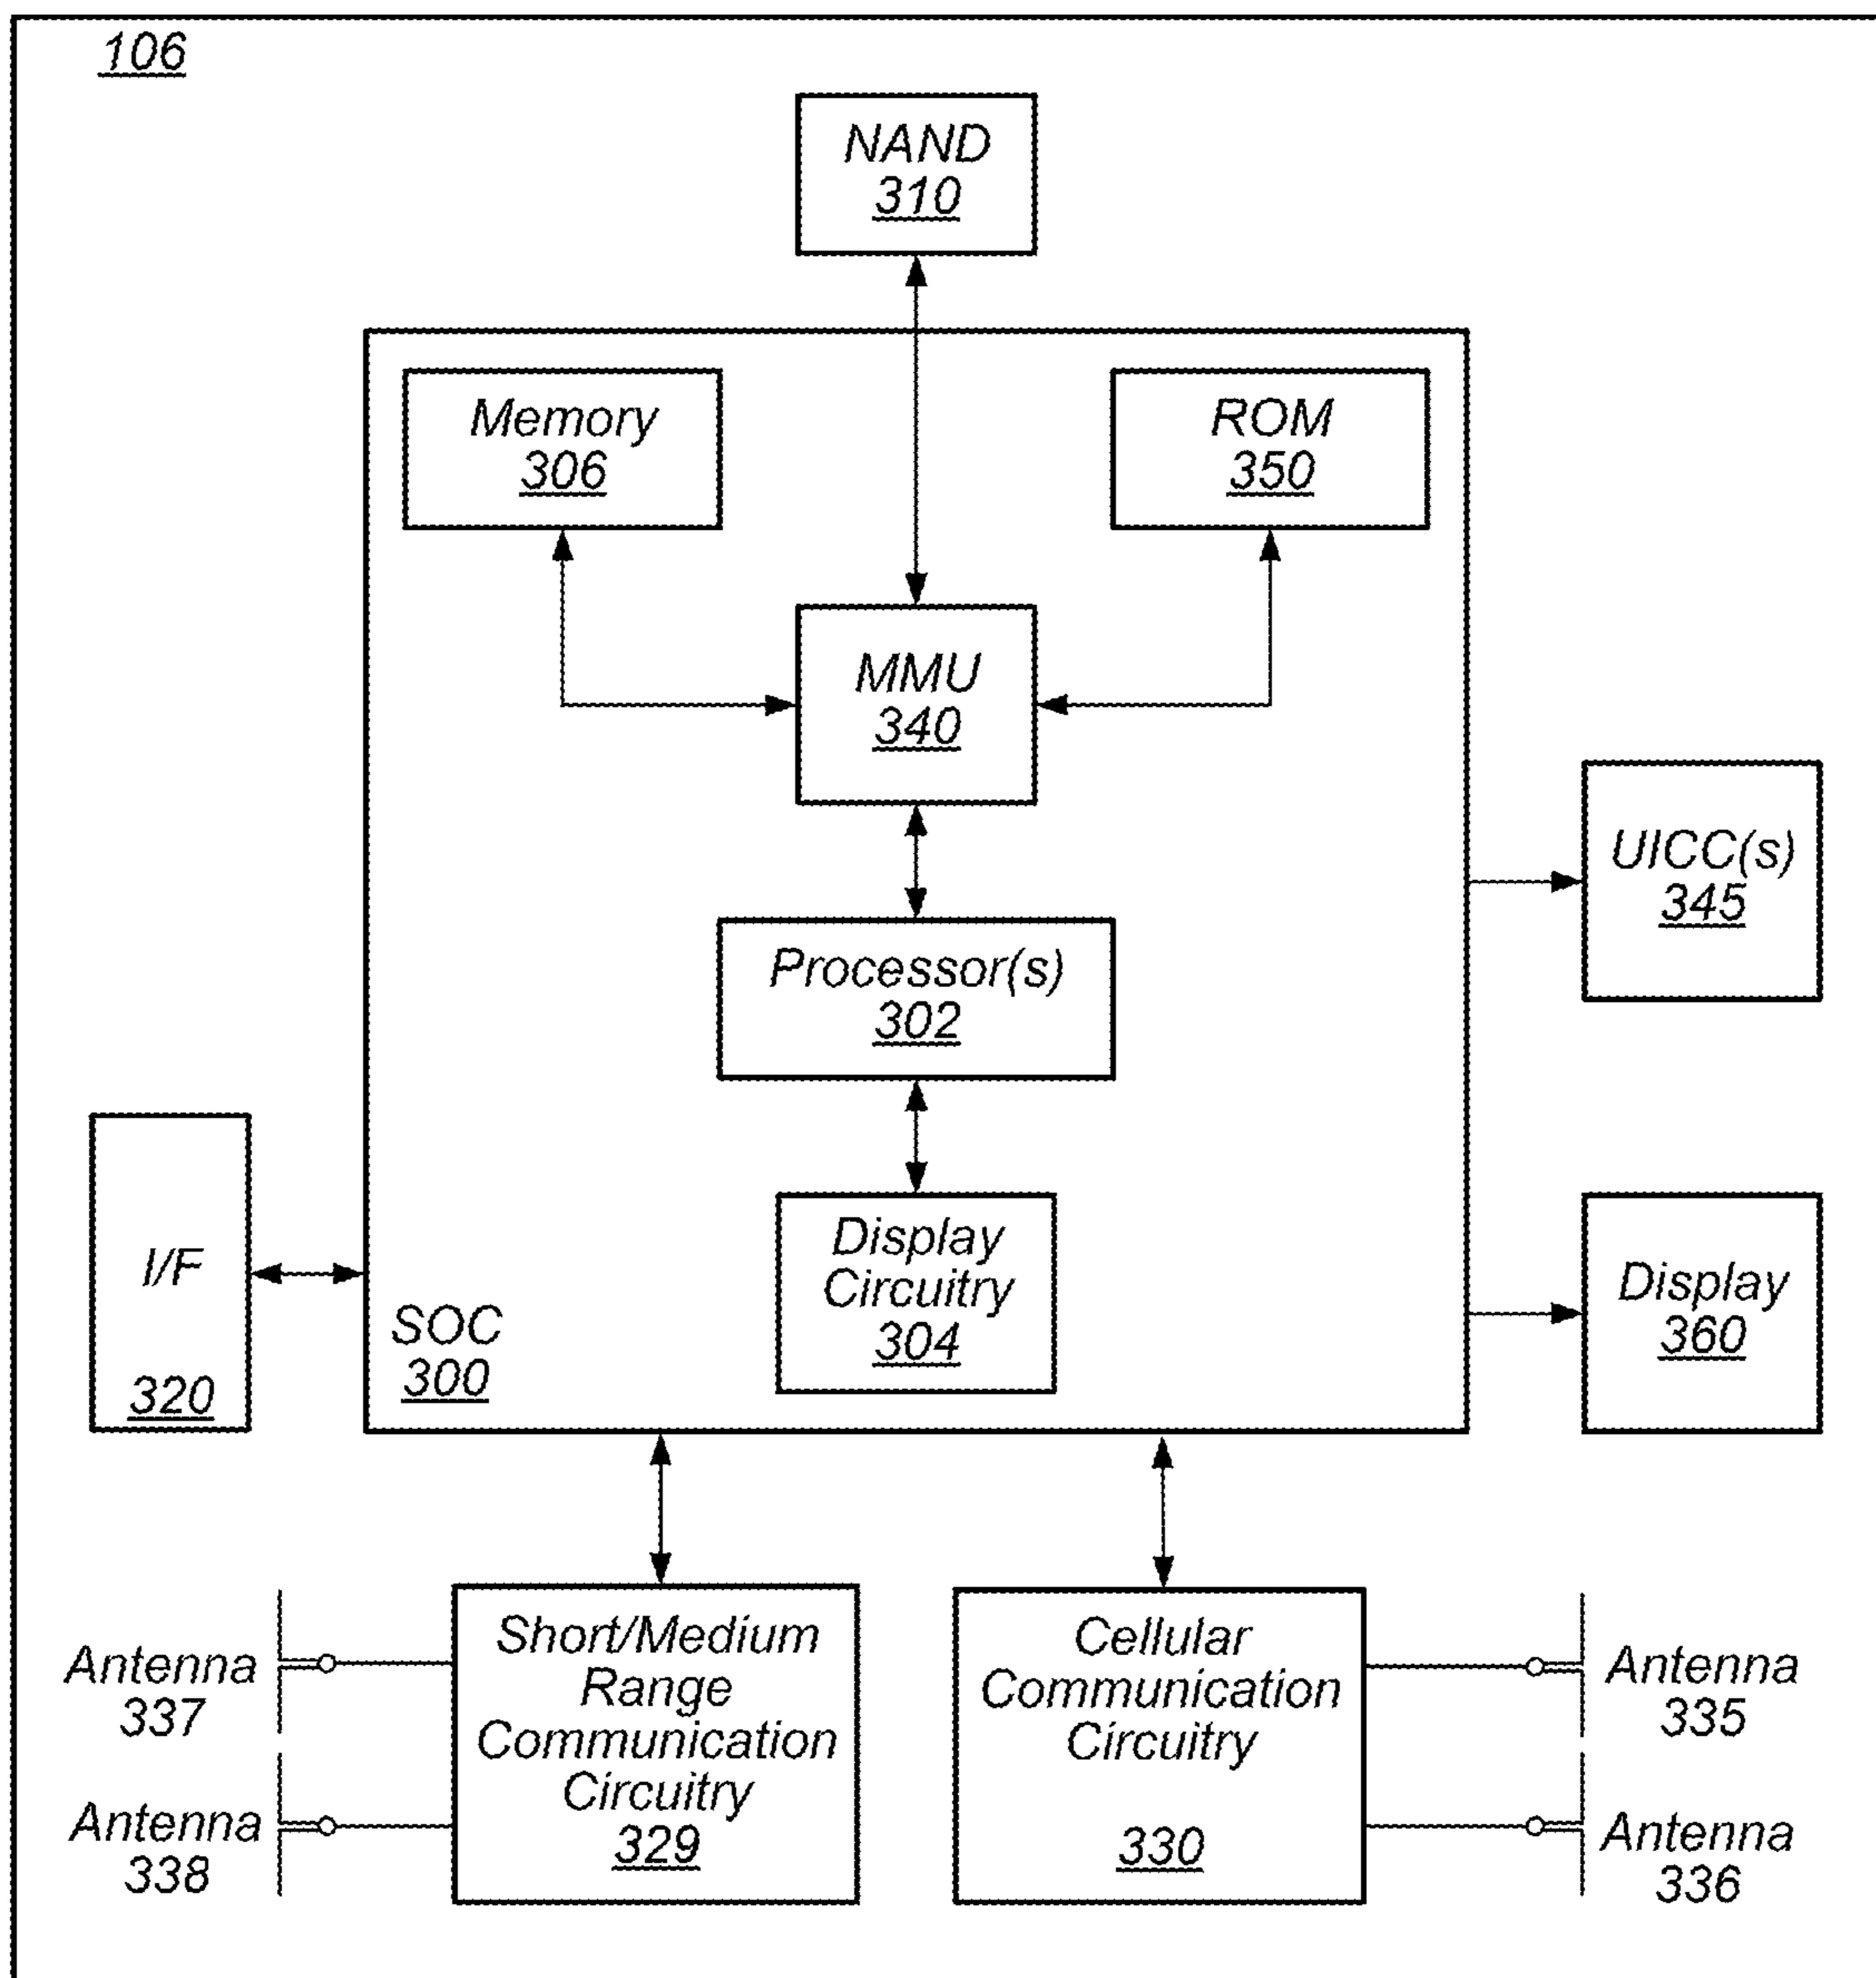 106
NAND
310
Memory
306
ROM
350
MMU
340
UICC(s)
345
Processor(s)
302
I/F
320
Display
Circuitry
304
SOC
300
Display
360
Antenna
337
Antenna
338
Short/Medium
Range
Communication
Circuitry
329
Cellular
Communication
Circuitry
330
Antenna
335
Antenna
336